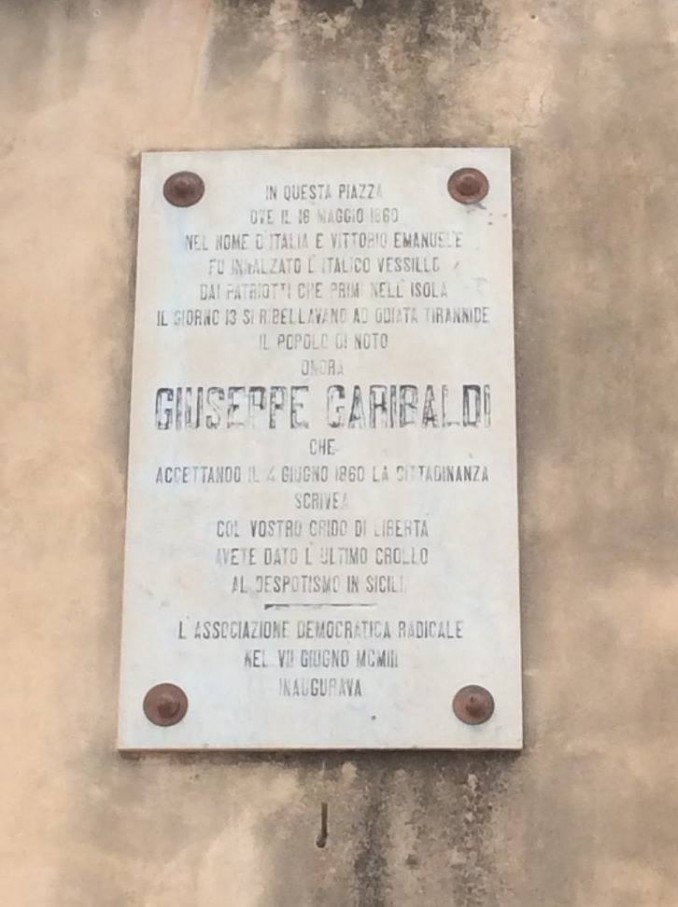 IN QUESTA PIAZZA
OVE IL 16 MAGGIO 1860
NEL NOME D'ITALIA E VITTORIO EMANUELE
FU INNALZATO L'ITALICO VESSILLO
DAI PATRIOTTI CHE PRIMI NELL'ISOLA
IL GIORNO 13 SI RIBELLAVANO AD ODIATA TIRANNIDE
IL POPOLO DI NOTO
ONORA
GIUSEPPE GARIBALDI
CHE
ACCETTANDO IL 4 GIUGNO 1860 LA CITTADINANZA
SCRIVEA
COL VOSTRO GRIDO DI LIBERTA
AVETE DATO L'ULTIMO CROLLO
AL DESPOTISMO IN SICILIA
L'ASSOCIAZIONE DEMOCRATICA RADICALE
NEL VII GIUGNO MCMIII
INAUGURAVA